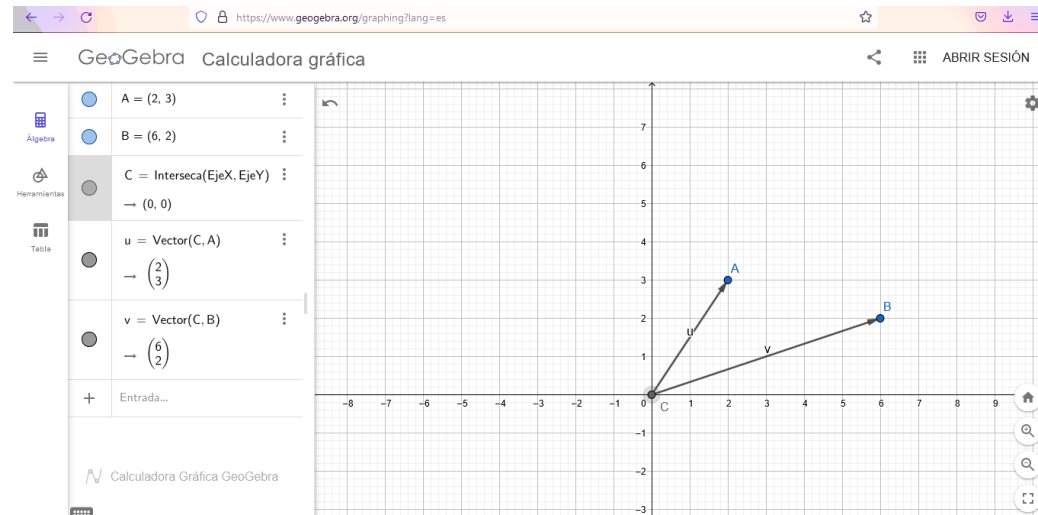 https://www.geogebra.org/graphing?lang=es
GeoGebra Calculadora gráfica
ABRIR SESIÓN
Álgebra
Herramientas
Tabla
A = (2, 3)
B = (6, 2)
C = Interseca(EjeX, EjeY)
→ (0, 0)
u = Vector(C, A)
→ (2
3)
v = Vector(C, B)
→ (6
2)
+ Entrada...
Calculadora Gráfica GeoGebra
7
6
5
4
3
2
1
–8 –7 –6 –5 –4 –3 –2 –1 0 1 2 3 4 5 6 7 8 9
–1
–2
–3
A
B
u
v
C